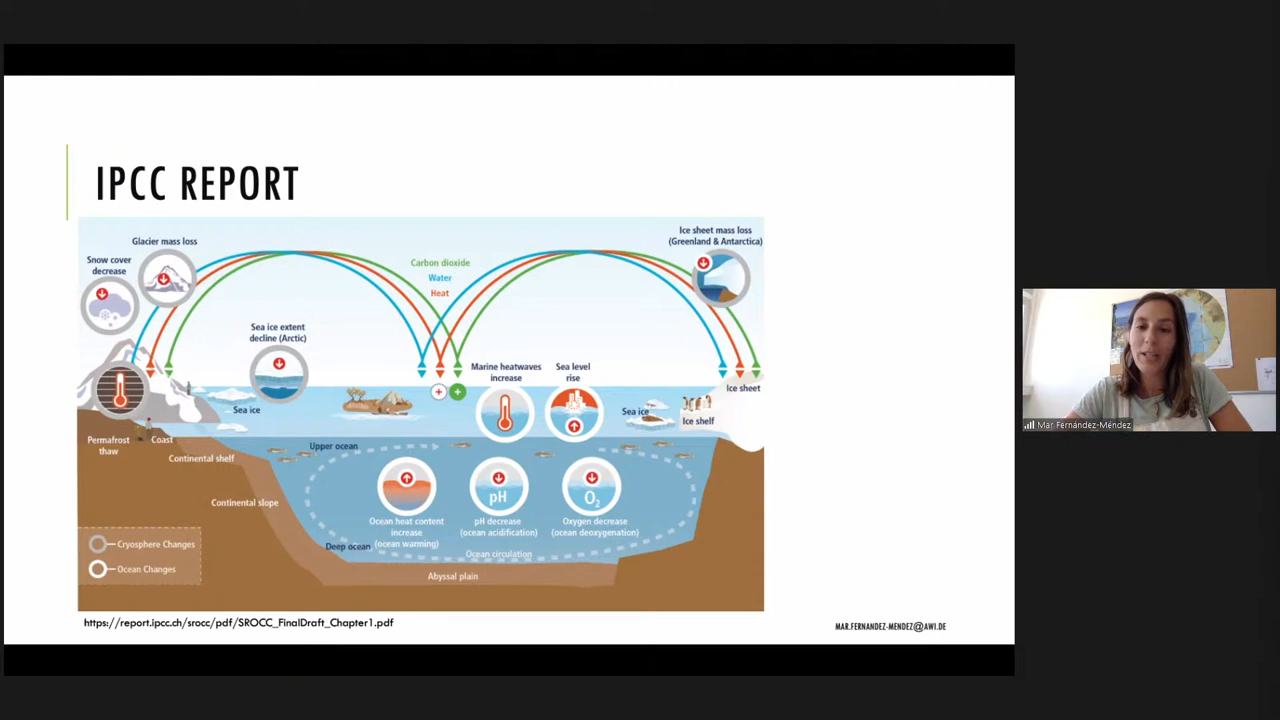 IPCC REPORT
Glacier mass loss
Snow cover
decrease
Ice sheet mass loss
(Greenland & Antarctica)
Carbon dioxide
Water
Heat
Sea ice extent
decline (Arctic)
Marine heatwaves
increase
Sea level
rise
Ice sheet
Sea ice
Sea ice
Ice shelf
Permafrost
thaw
Coast
Continental shelf
Upper ocean
Continental slope
pH
O2
Ocean heat content
increase
(ocean warming)
pH decrease
(ocean acidification)
Oxygen decrease
(ocean deoxygenation)
Deep ocean
Ocean circulation
Abyssal plain
Cryosphere Changes
Ocean Changes
https://report.ipcc.ch/srocc/pdf/SROCC_FinalDraft_Chapter1.pdf
MAR.FERNANDEZ-MENDEZ@AWI.DE
Mar Fernández-Méndez